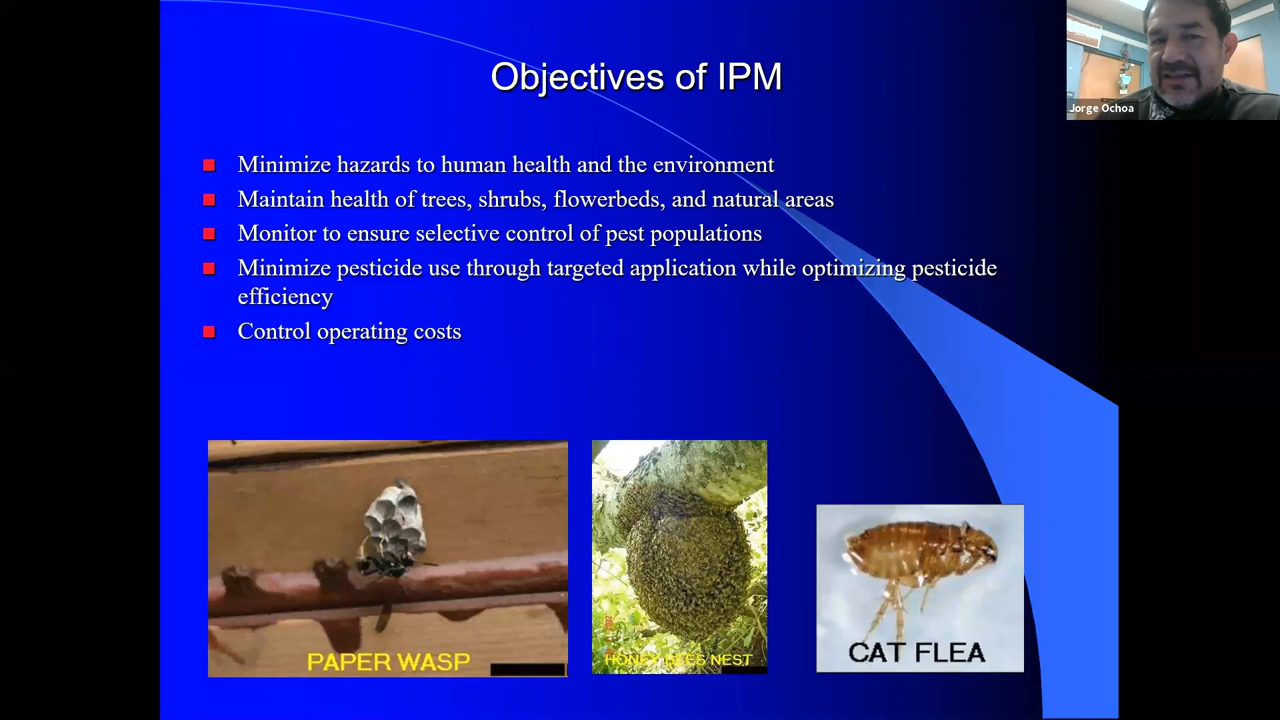 Objectives of IPM
Jorge Ochoa
Minimize hazards to human health and the environment
Maintain health of trees, shrubs, flowerbeds, and natural areas
Monitor to ensure selective control of pest populations
Minimize pesticide use through targeted application while optimizing pesticide
efficiency
Control operating costs
PAPER WASP
HONEY BEES NEST
CAT FLEA